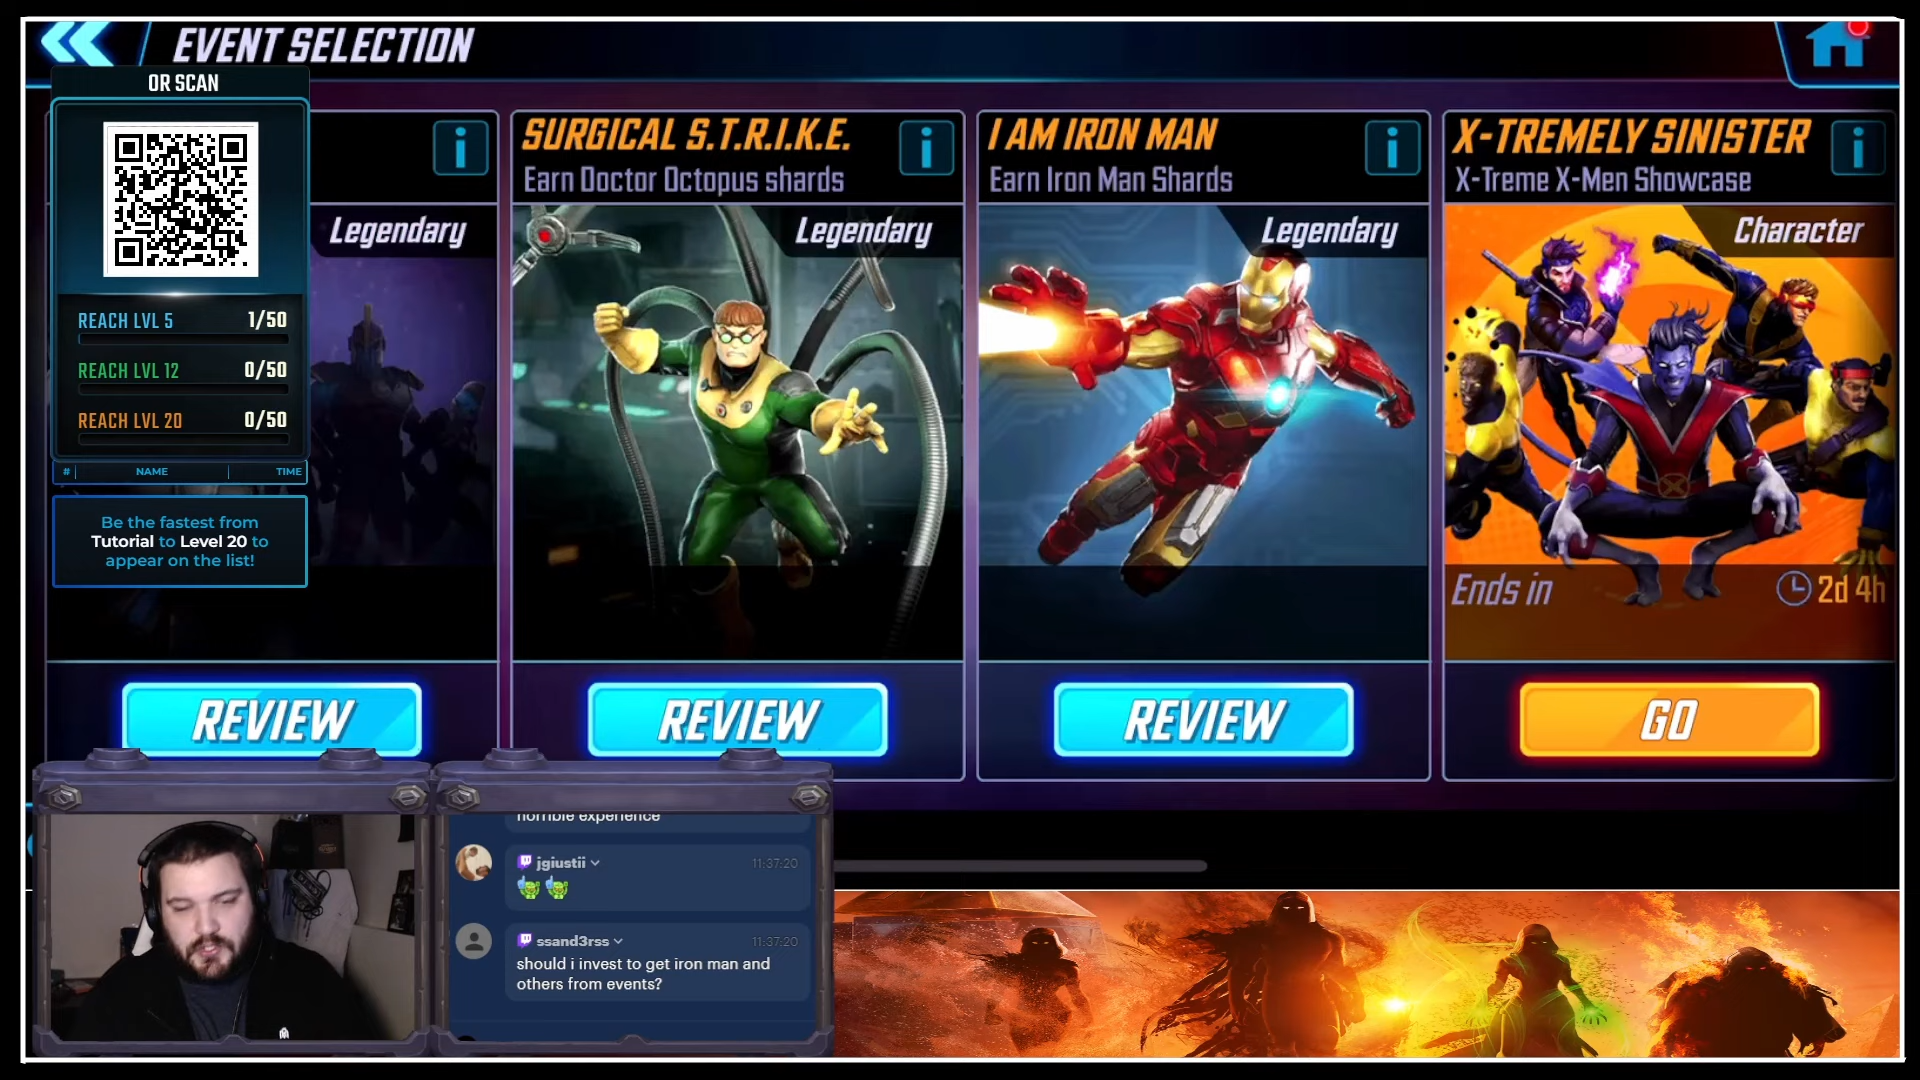 EVENT SELECTION
OR SCAN
REACH LVL 5 1/50
REACH LVL 12 0/50
REACH LVL 20 0/50
# NAME TIME
Be the fastest from
Tutorial to Level 20 to
appear on the list!
Legendary
REVIEW
SURGICAL S.T.R.I.K.E.
Earn Doctor Octopus shards
Legendary
REVIEW
I AM IRON MAN
Earn Iron Man Shards
Legendary
REVIEW
X-TREMELY SINISTER
X-Treme X-Men Showcase
Character
Ends in 2d 4h
GO
horrible experience
jgiustii 11:37:20
ssand3rss 11:37:20
should i invest to get iron man and
others from events?